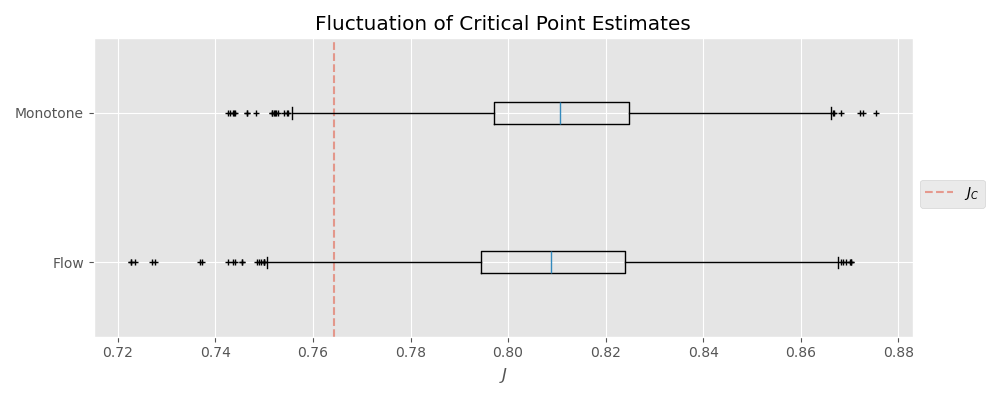 Fluctuation of Critical Point Estimates
Monotone
Flow
J_C
0.72 0.74 0.76 0.78 0.80 0.82 0.84 0.86 0.88
J